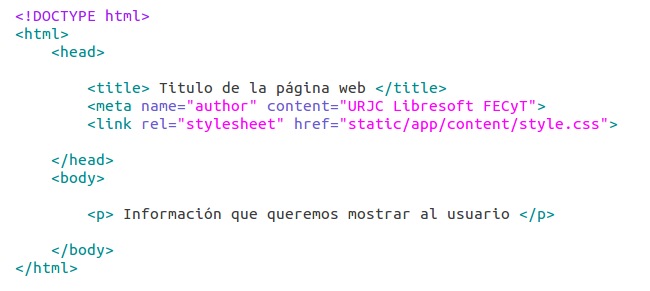 <!DOCTYPE html>
<html>
<head>
<title> Titulo de la página web </title>
<meta name="author" content="URJC Libresoft FECyT">
<link rel="stylesheet" href="static/app/content/style.css">
</head>
<body>
<p> Información que queremos mostrar al usuario </p>
</body>
</html>